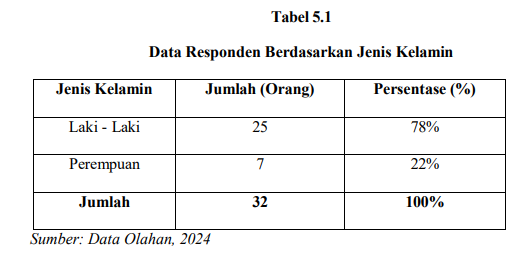 Tabel 5.1
Data Responden Berdasarkan Jenis Kelamin
Jenis Kelamin Jumlah (Orang) Persentase (%)
Laki - Laki 25 78%
Perempuan 7 22%
Jumlah 32 100%
Sumber: Data Olahan, 2024